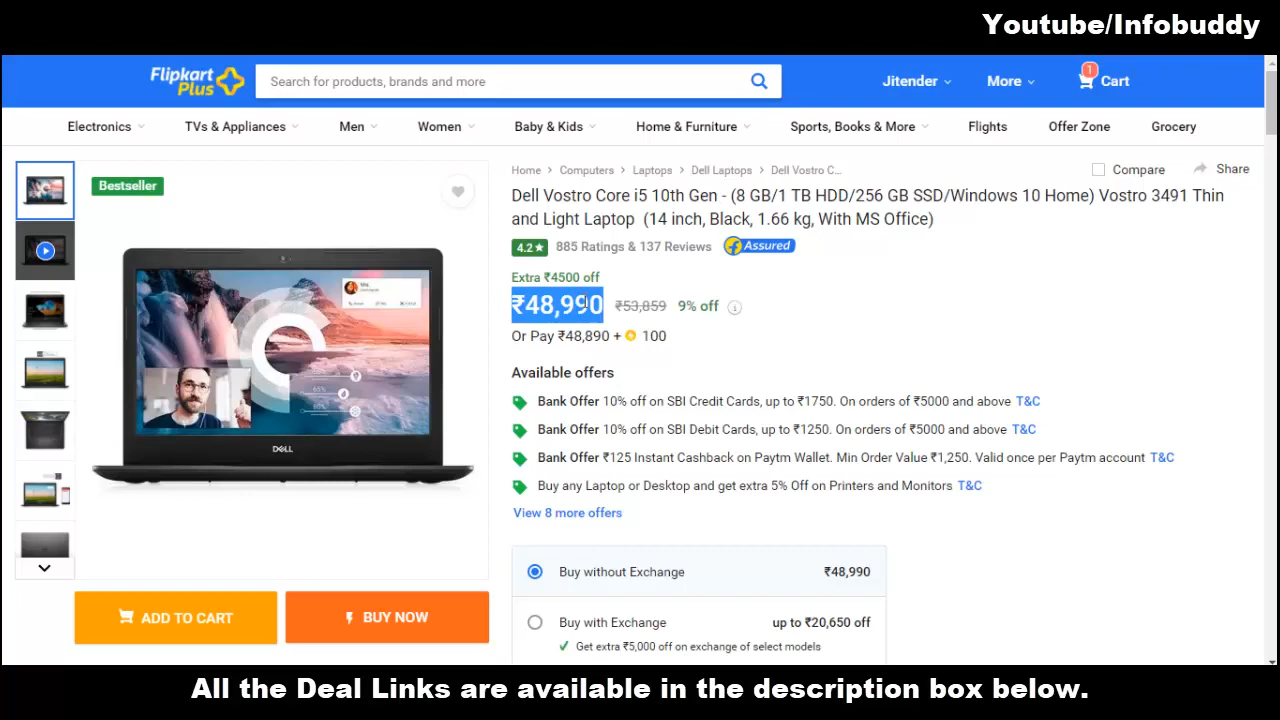 Youtube/Infobuddy
Flipkart
Plus
Search for products, brands and more
Jitender
More
1
Cart
Electronics
TVs & Appliances
Men
Women
Baby & Kids
Home & Furniture
Sports, Books & More
Flights
Offer Zone
Grocery
Bestseller
Home > Computers > Laptops > Dell Laptops > Dell Vostro C...
Compare
Share
Dell Vostro Core i5 10th Gen - (8 GB/1 TB HDD/256 GB SSD/Windows 10 Home) Vostro 3491 Thin
and Light Laptop (14 inch, Black, 1.66 kg, With MS Office)
4.2★ 885 Ratings & 137 Reviews Assured
Extra ₹4500 off
₹48,990 ₹53,859 9% off
Or Pay ₹48,890 + 100
Available offers
Bank Offer 10% off on SBI Credit Cards, up to ₹1750. On orders of ₹5000 and above T&C
Bank Offer 10% off on SBI Debit Cards, up to ₹1250. On orders of ₹5000 and above T&C
Bank Offer ₹125 Instant Cashback on Paytm Wallet. Min Order Value ₹1,250. Valid once per Paytm account T&C
Buy any Laptop or Desktop and get extra 5% Off on Printers and Monitors T&C
View 8 more offers
DELL
Buy without Exchange ₹48,990
Buy with Exchange up to ₹20,650 off
Get extra ₹5,000 off on exchange of select models
ADD TO CART
BUY NOW
All the Deal Links are available in the description box below.